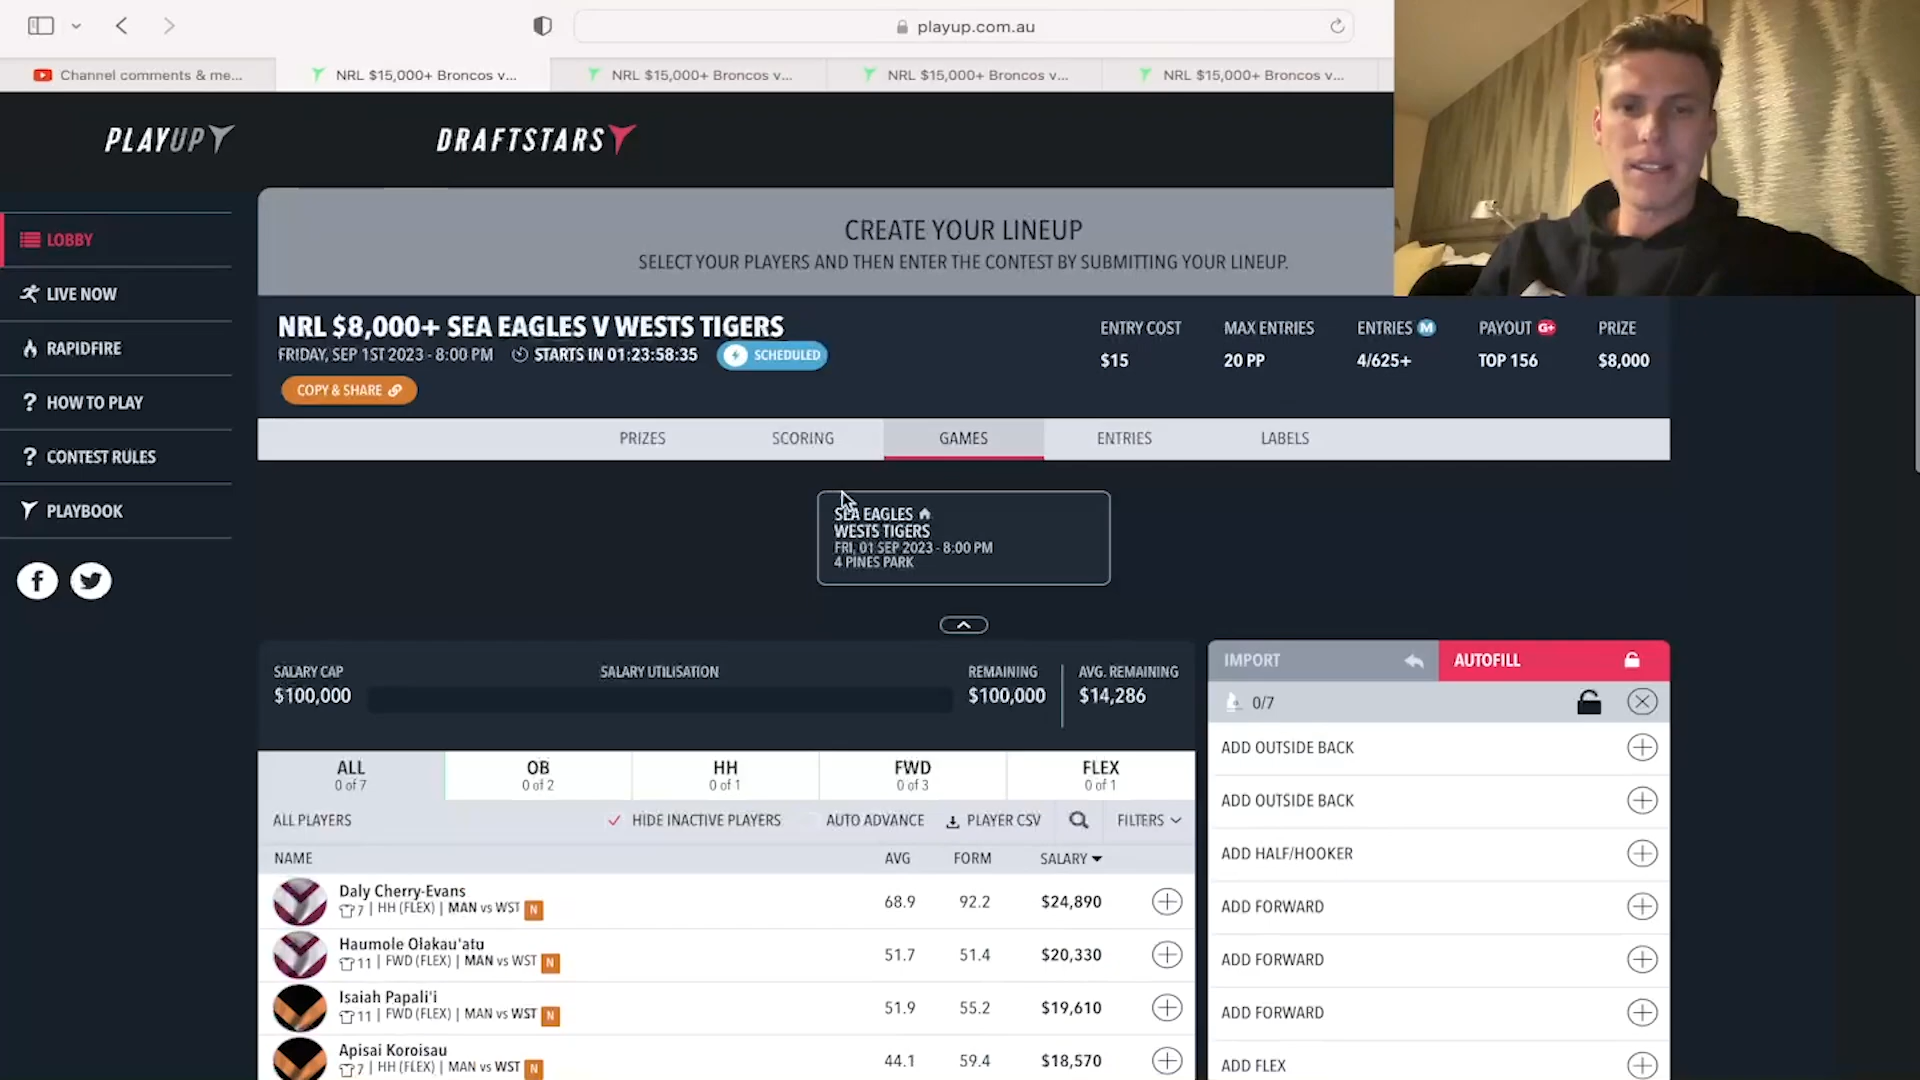 playup.com.au
Channel comments & me...
NRL $15,000+ Broncos v...
NRL $15,000+ Broncos v...
NRL $15,000+ Broncos v...
NRL $15,000+ Broncos v...
PLAYUP
DRAFTSTARS
LOBBY
LIVE NOW
RAPIDFIRE
? HOW TO PLAY
? CONTEST RULES
PLAYBOOK
CREATE YOUR LINEUP
SELECT YOUR PLAYERS AND THEN ENTER THE CONTEST BY SUBMITTING YOUR LINEUP.
NRL $8,000+ SEA EAGLES V WESTS TIGERS
FRIDAY, SEP 1ST 2023 - 8:00 PM STARTS IN 01:23:58:35 SCHEDULED
COPY & SHARE
ENTRY COST MAX ENTRIES ENTRIES M PAYOUT G+ PRIZE
$15 20 PP 4/625+ TOP 156 $8,000
PRIZES SCORING GAMES ENTRIES LABELS
SEA EAGLES
WESTS TIGERS
FRI, 01 SEP 2023 - 8:00 PM
4 PINES PARK
SALARY CAP SALARY UTILISATION REMAINING AVG. REMAINING
$100,000 $100,000 $14,286
ALL OB HH FWD FLEX
0 of 7 0 of 2 0 of 1 0 of 3 0 of 1
ALL PLAYERS HIDE INACTIVE PLAYERS AUTO ADVANCE PLAYER CSV FILTERS
NAME AVG FORM SALARY
Daly Cherry-Evans
7 | HH (FLEX) | MAN vs WST N
68.9 92.2 $24,890
Haumole Olakau'atu
11 | FWD (FLEX) | MAN vs WST N
51.7 51.4 $20,330
Isaiah Papali'i
11 | FWD (FLEX) | MAN vs WST N
51.9 55.2 $19,610
Apisai Koroisau
7 | HH (FLEX) | MAN vs WST N
44.1 59.4 $18,570
IMPORT AUTOFILL
0/7
ADD OUTSIDE BACK
ADD OUTSIDE BACK
ADD HALF/HOOKER
ADD FORWARD
ADD FORWARD
ADD FORWARD
ADD FLEX